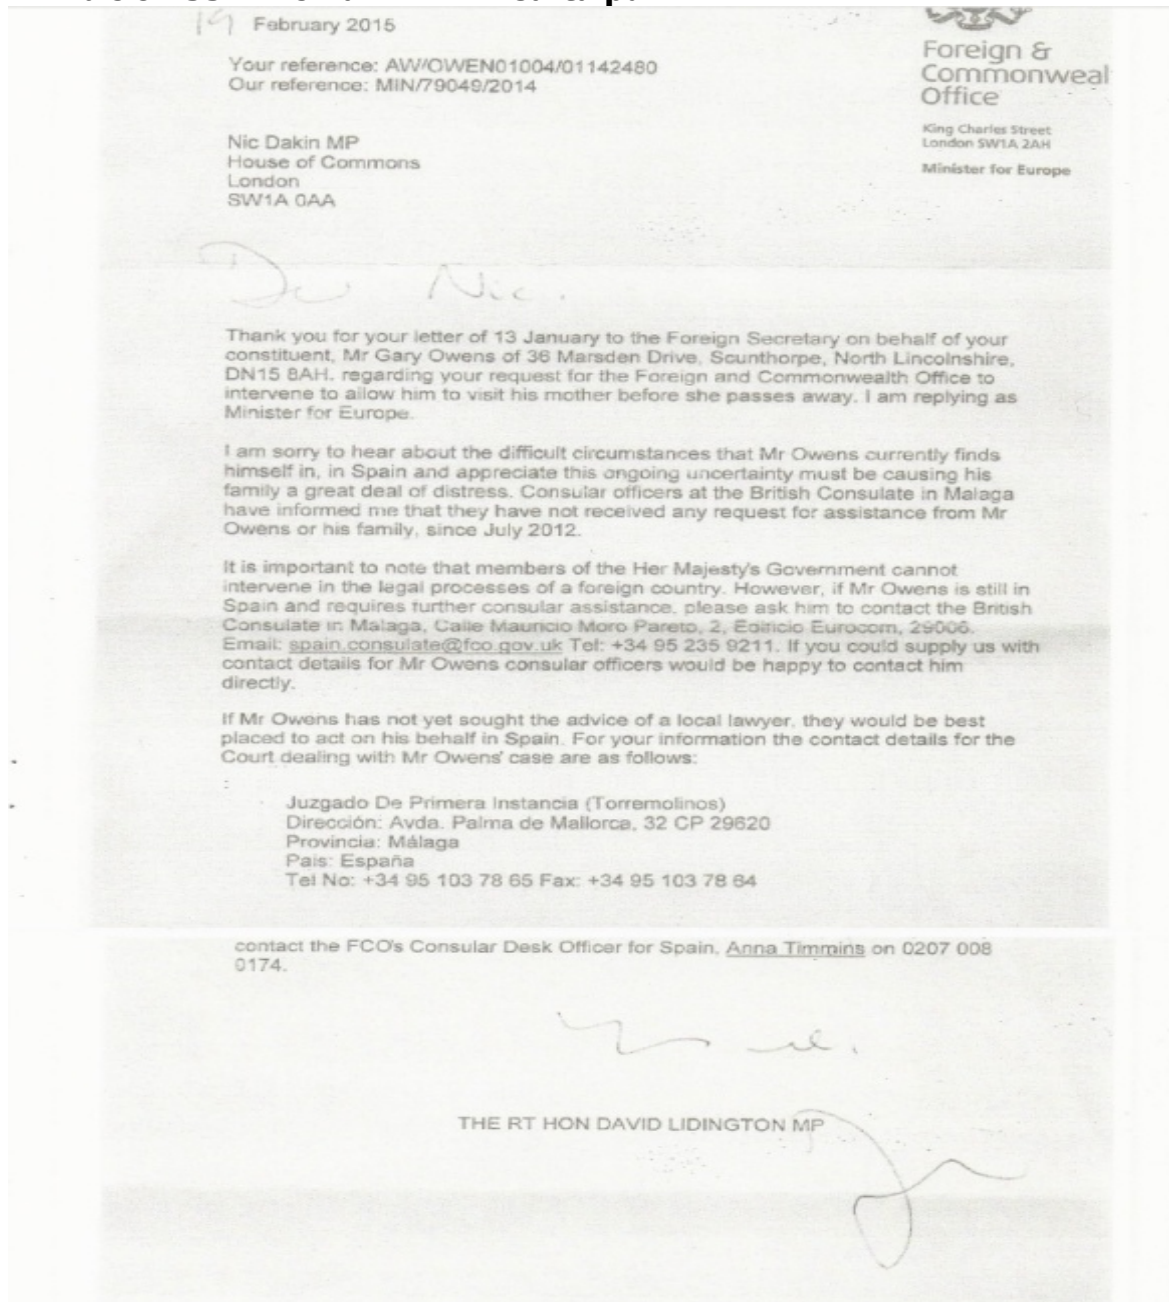 19 February 2015
Foreign &
Commonweal
Office
King Charles Street
London SW1A 2AH
Minister for Europe
Your reference: AW/OWEN01004/01142480
Our reference: MIN/79049/2014
Nic Dakin MP
House of Commons
London
SW1A 0AA
Dear Nic.
Thank you for your letter of 13 January to the Foreign Secretary on behalf of your
constituent, Mr Gary Owens of 36 Marsden Drive, Scunthorpe, North Lincolnshire,
DN15 8AH. regarding your request for the Foreign and Commonwealth Office to
intervene to allow him to visit his mother before she passes away. I am replying as
Minister for Europe.
I am sorry to hear about the difficult circumstances that Mr Owens currently finds
himself in, in Spain and appreciate this ongoing uncertainty must be causing his
family a great deal of distress. Consular officers at the British Consulate in Malaga
have informed me that they have not received any request for assistance from Mr
Owens or his family, since July 2012.
It is important to note that members of the Her Majesty's Government cannot
intervene in the legal processes of a foreign country. However, if Mr Owens is still in
Spain and requires further consular assistance, please ask him to contact the British
Consulate in Malaga, Calle Mauricio Moro Pareto, 2, Edificio Eurocom, 29006.
Email: spain.consulate@fco.gov.uk Tel: +34 95 235 9211. If you could supply us with
contact details for Mr Owens consular officers would be happy to contact him
directly.
If Mr Owens has not yet sought the advice of a local lawyer, they would be best
placed to act on his behalf in Spain. For your information the contact details for the
Court dealing with Mr Owens' case are as follows:
Juzgado De Primera Instancia (Torremolinos)
Dirección: Avda. Palma de Mallorca, 32 CP 29620
Provincia: Málaga
Pais: España
Tel No: +34 95 103 78 65 Fax: +34 95 103 78 64
contact the FCO's Consular Desk Officer for Spain, Anna Timmins on 0207 008
0174.
THE RT HON DAVID LIDINGTON MP